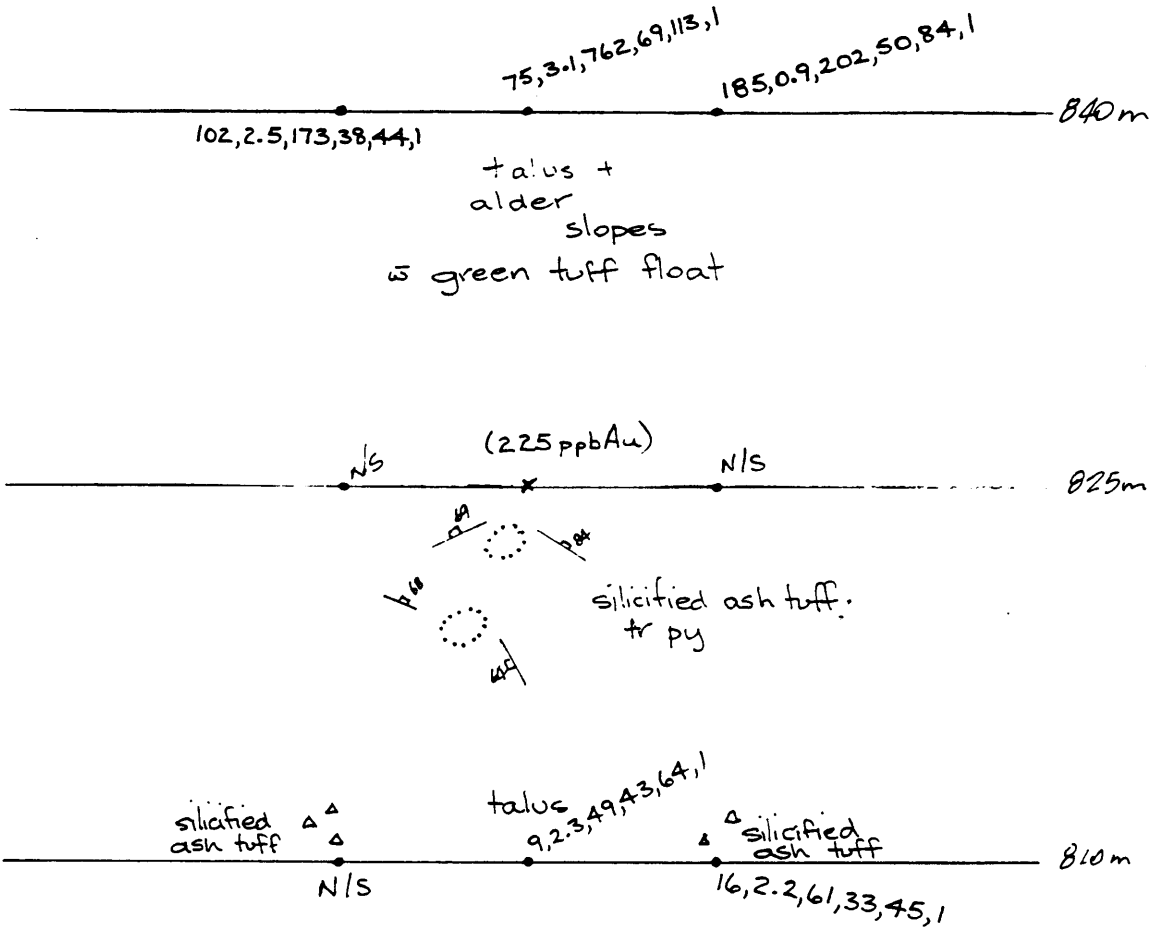 75,3.1,762,69,113,1
185,0.9,202,50,84,1
840m
102,2.5,173,38,44,1
talus +
alder
slopes
w̄ green tuff float
(225 ppb Au)
N/S
N/S
825m
69
84
68
silicified ash tuff.
tr py
talus
9,2.3,49,43,64,1
silicified
ash tuff
silicified
ash tuff
810m
N/S
16,2.2,61,33,45,1